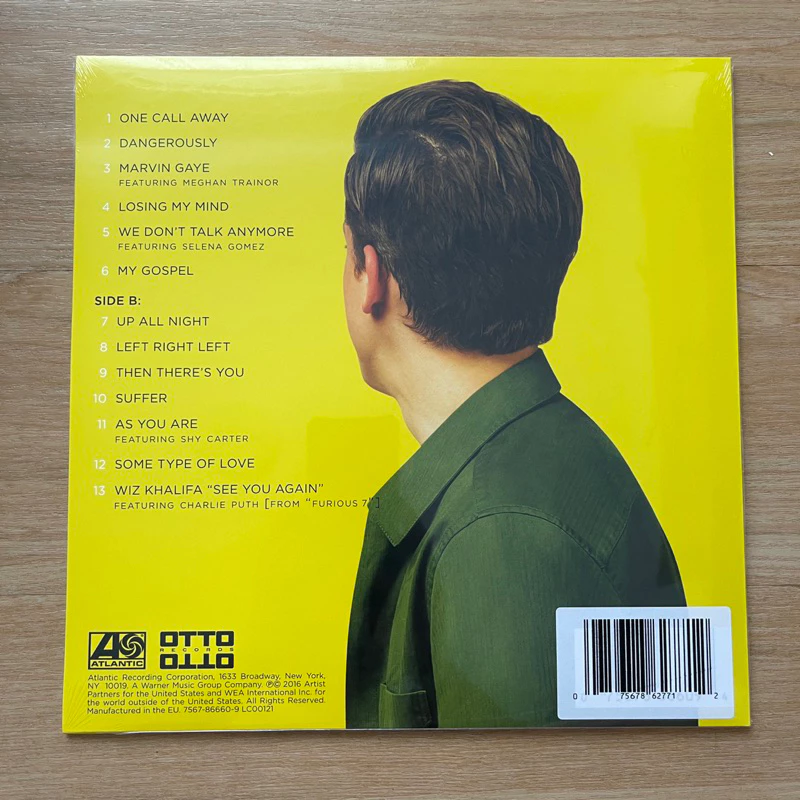 1 ONE CALL AWAY
2 DANGEROUSLY
3 MARVIN GAYE
FEATURING MEGHAN TRAINOR
4 LOSING MY MIND
5 WE DON'T TALK ANYMORE
FEATURING SELENA GOMEZ
6 MY GOSPEL
SIDE B:
7 UP ALL NIGHT
8 LEFT RIGHT LEFT
9 THEN THERE'S YOU
10 SUFFER
11 AS YOU ARE
FEATURING SHY CARTER
12 SOME TYPE OF LOVE
13 WIZ KHALIFA "SEE YOU AGAIN"
FEATURING CHARLIE PUTH [FROM "FURIOUS 7"]
ATLANTIC
OTTO
RECORDS
OTTO
Atlantic Recording Corporation, 1633 Broadway, New York,
NY 10019. A Warner Music Group Company. ℗© 2016 Artist
Partners for the United States and WEA International Inc. for
the world outside of the United States. All Rights Reserved.
Manufactured in the EU. 7567-86660-9 LC00121
0 75678 62771 2